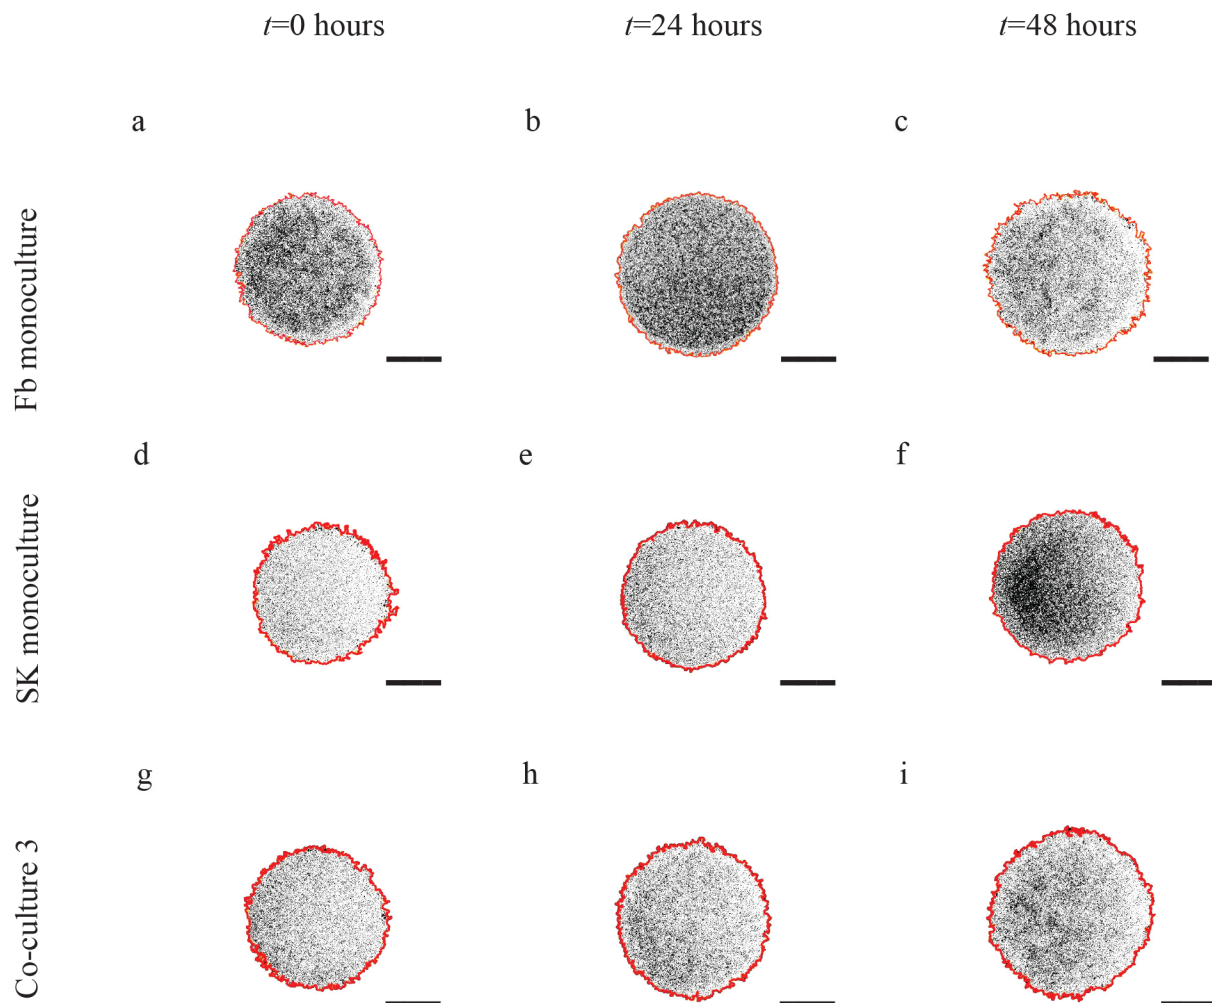 t=0 hours
t=24 hours
t=48 hours
a
b
c
Fb monoculture
d
e
f
SK monoculture
g
h
i
Co-culture 3